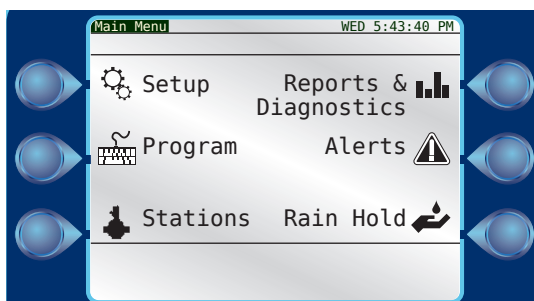 Main Menu WED 5:43:40 PM
Setup
Reports &
Diagnostics
Program
Alerts
Stations
Rain Hold